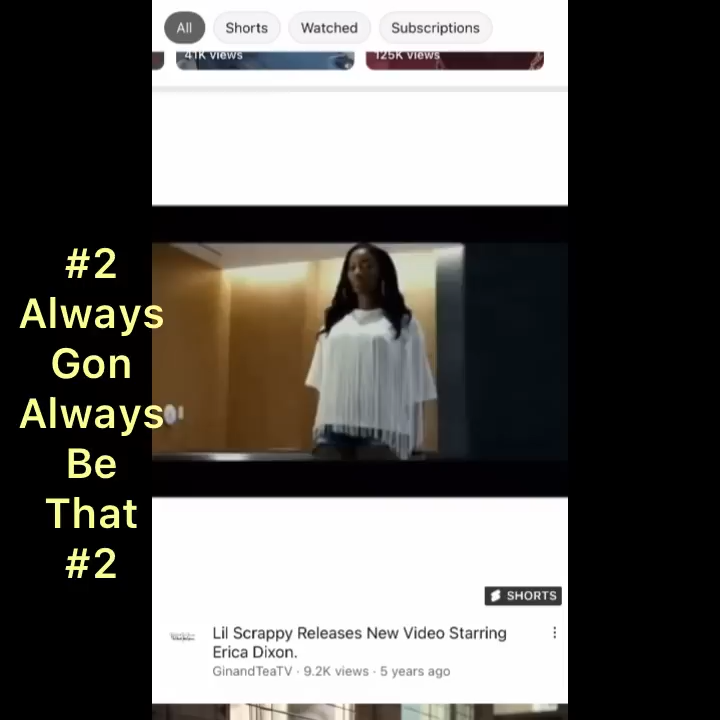 All
Shorts
Watched
Subscriptions
41K views
125K views
#2
Always
Gon
Always
Be
That
#2
SHORTS
Lil Scrappy Releases New Video Starring
Erica Dixon.
GinandTeaTV · 9.2K views · 5 years ago